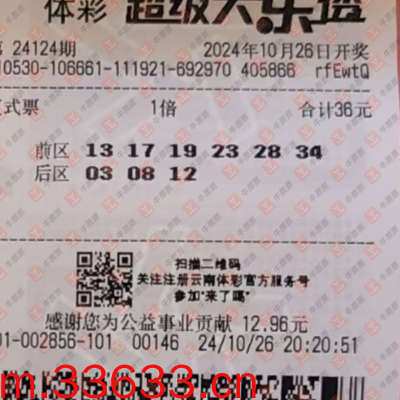 体彩 超级大乐透
第 24124期 2024年10月26日开奖
10530-106661-111921-692970 405866 rfEwtQ
式票 1倍 合计36元
前区 13 17 19 23 28 34
后区 03 08 12
扫描二维码
关注注册云南体彩官方服务号
参加"来了嘎"
感谢您为公益事业贡献 12.96元
01-002856-101 00146 24/10/26 20:20:51
m.33633.cn